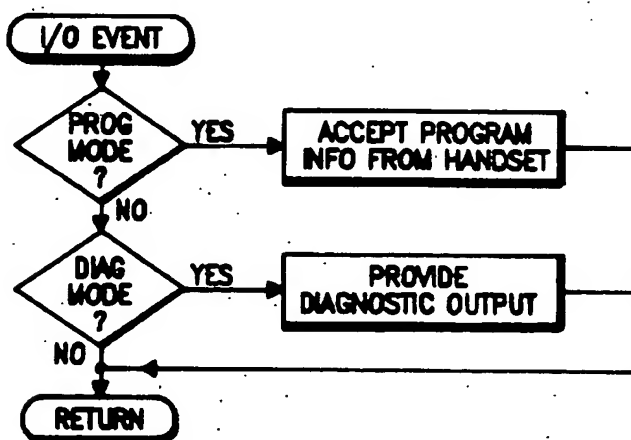 I/O EVENT
PROG
MODE
?
YES
ACCEPT PROGRAM
INFO FROM HANDSET
NO
DIAG
MODE
?
YES
PROVIDE
DIAGNOSTIC OUTPUT
NO
RETURN